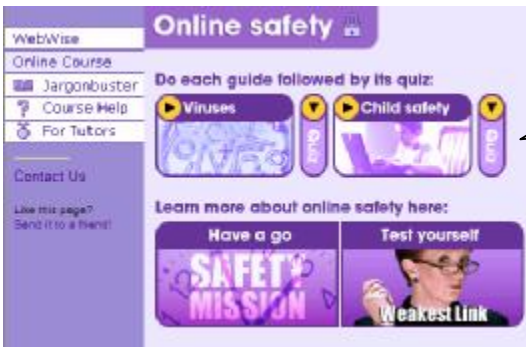 Online safety
WebWise
Online Course
Jargonbuster
Course Help
For Tutors
Contact Us
Like this page?
Send it to a friend!
Do each guide followed by its quiz:
Viruses
Quiz
Child safety
Quiz
Learn more about online safety here:
Have a go
SAFETY
MISSION
Test yourself
Weakest Link